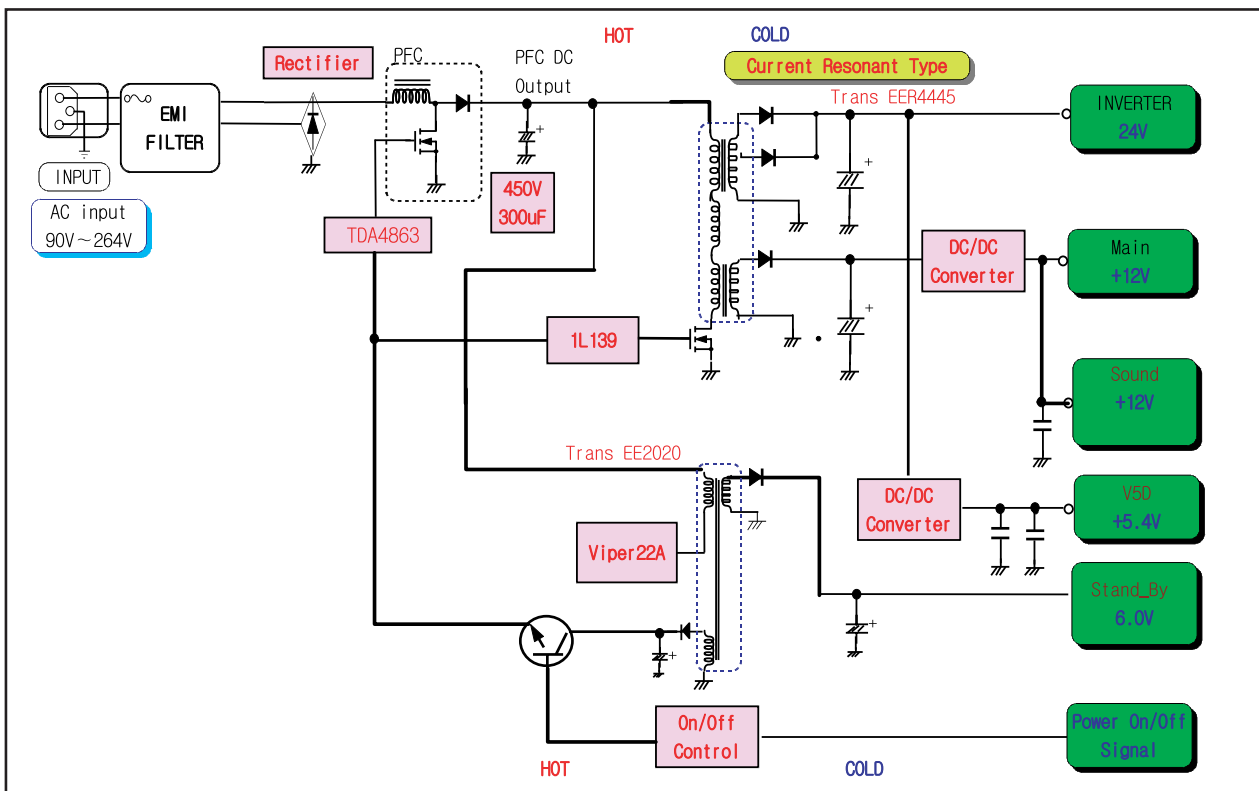 HOT
COLD
PFC
PFC DC
Output
Rectifier
Current Resonant Type
Trans EER4445
INVERTER
24V
EMI
FILTER
INPUT
AC input
90V~264V
450V
300uF
TDA4863
DC/DC
Converter
Main
+12V
1L139
Sound
+12V
Trans EE2020
DC/DC
Converter
V5D
+5.4V
Viper22A
Stand_By
6.0V
On/Off
Control
Power On/Off
Signal
HOT
COLD